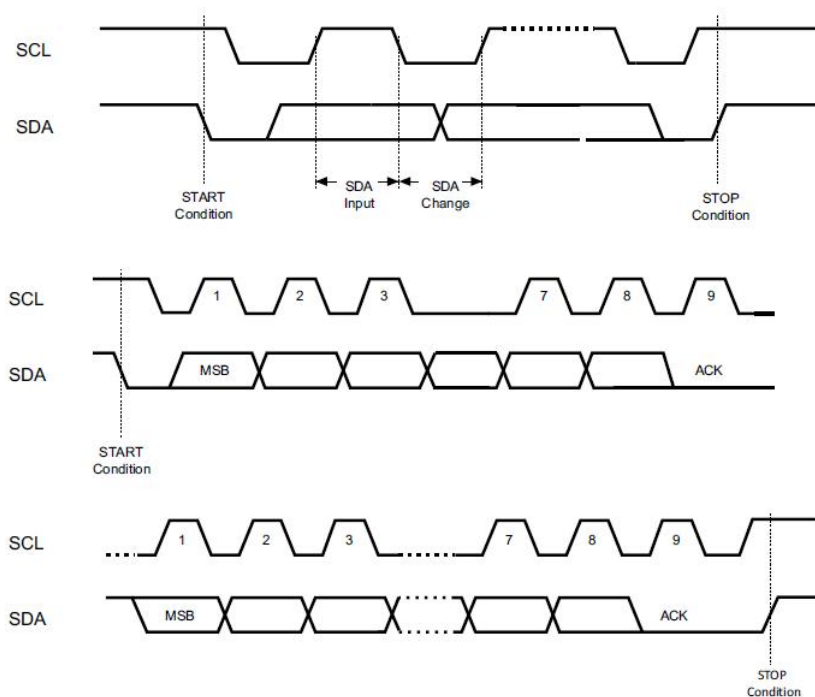 SCL
SDA
SDA
Input
SDA
Change
START
Condition
STOP
Condition
SCL
1 2 3 7 8 9
SDA
MSB ACK
START
Condition
SCL
1 2 3 7 8 9
SDA
MSB ACK
STOP
Condition